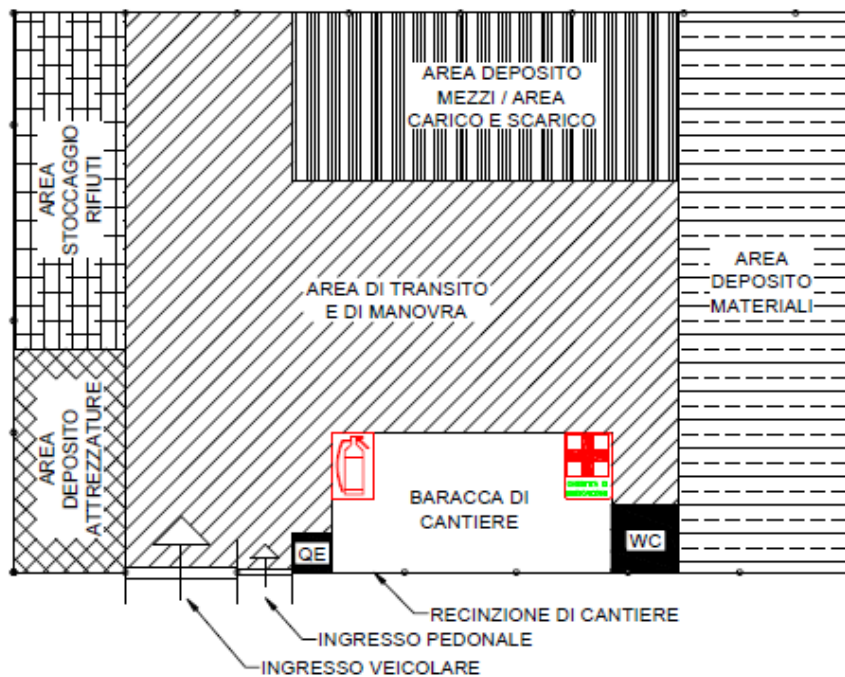 AREA DEPOSITO
MEZZI / AREA
CARICO E SCARICO
AREA
STOCCAGGIO
RIFIUTI
AREA DI TRANSITO
E DI MANOVRA
AREA
DEPOSITO
MATERIALI
AREA
DEPOSITO
ATTREZZATURE
BARACCA DI
CANTIERE
QE
WC
RECINZIONE DI CANTIERE
INGRESSO PEDONALE
INGRESSO VEICOLARE